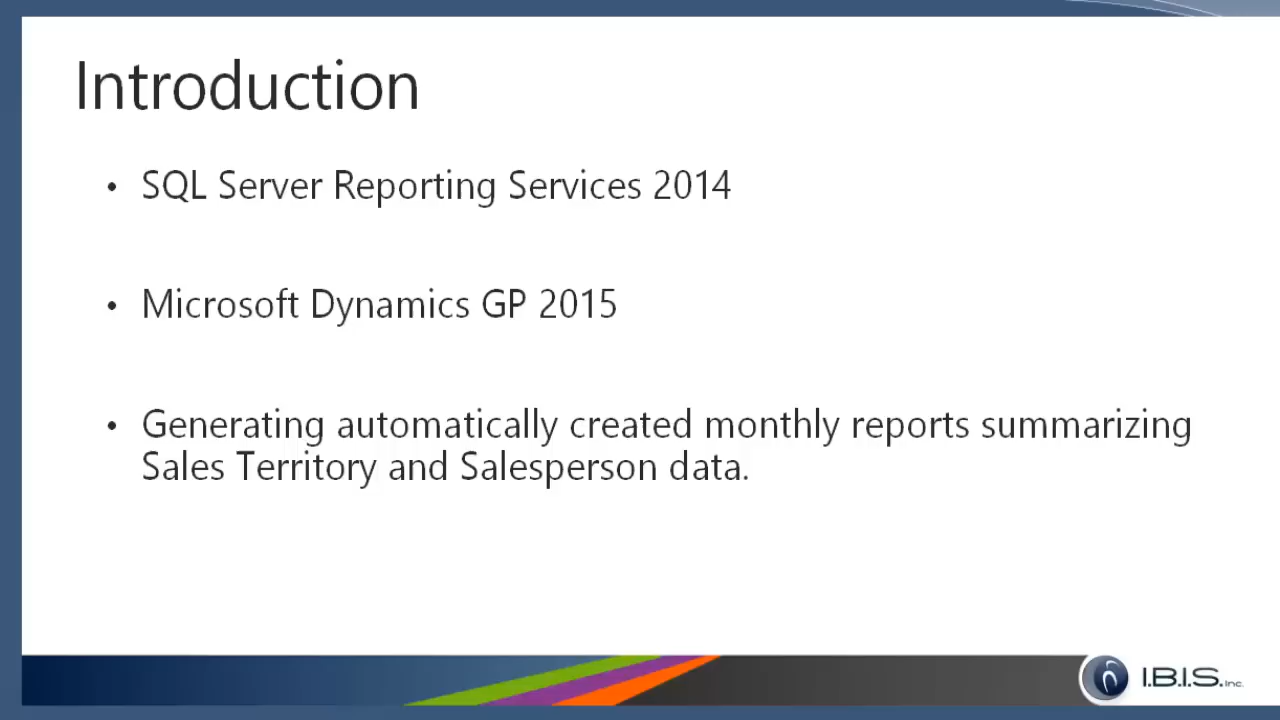 Introduction
• SQL Server Reporting Services 2014
• Microsoft Dynamics GP 2015
• Generating automatically created monthly reports summarizing
Sales Territory and Salesperson data.
I.B.I.S. Inc.